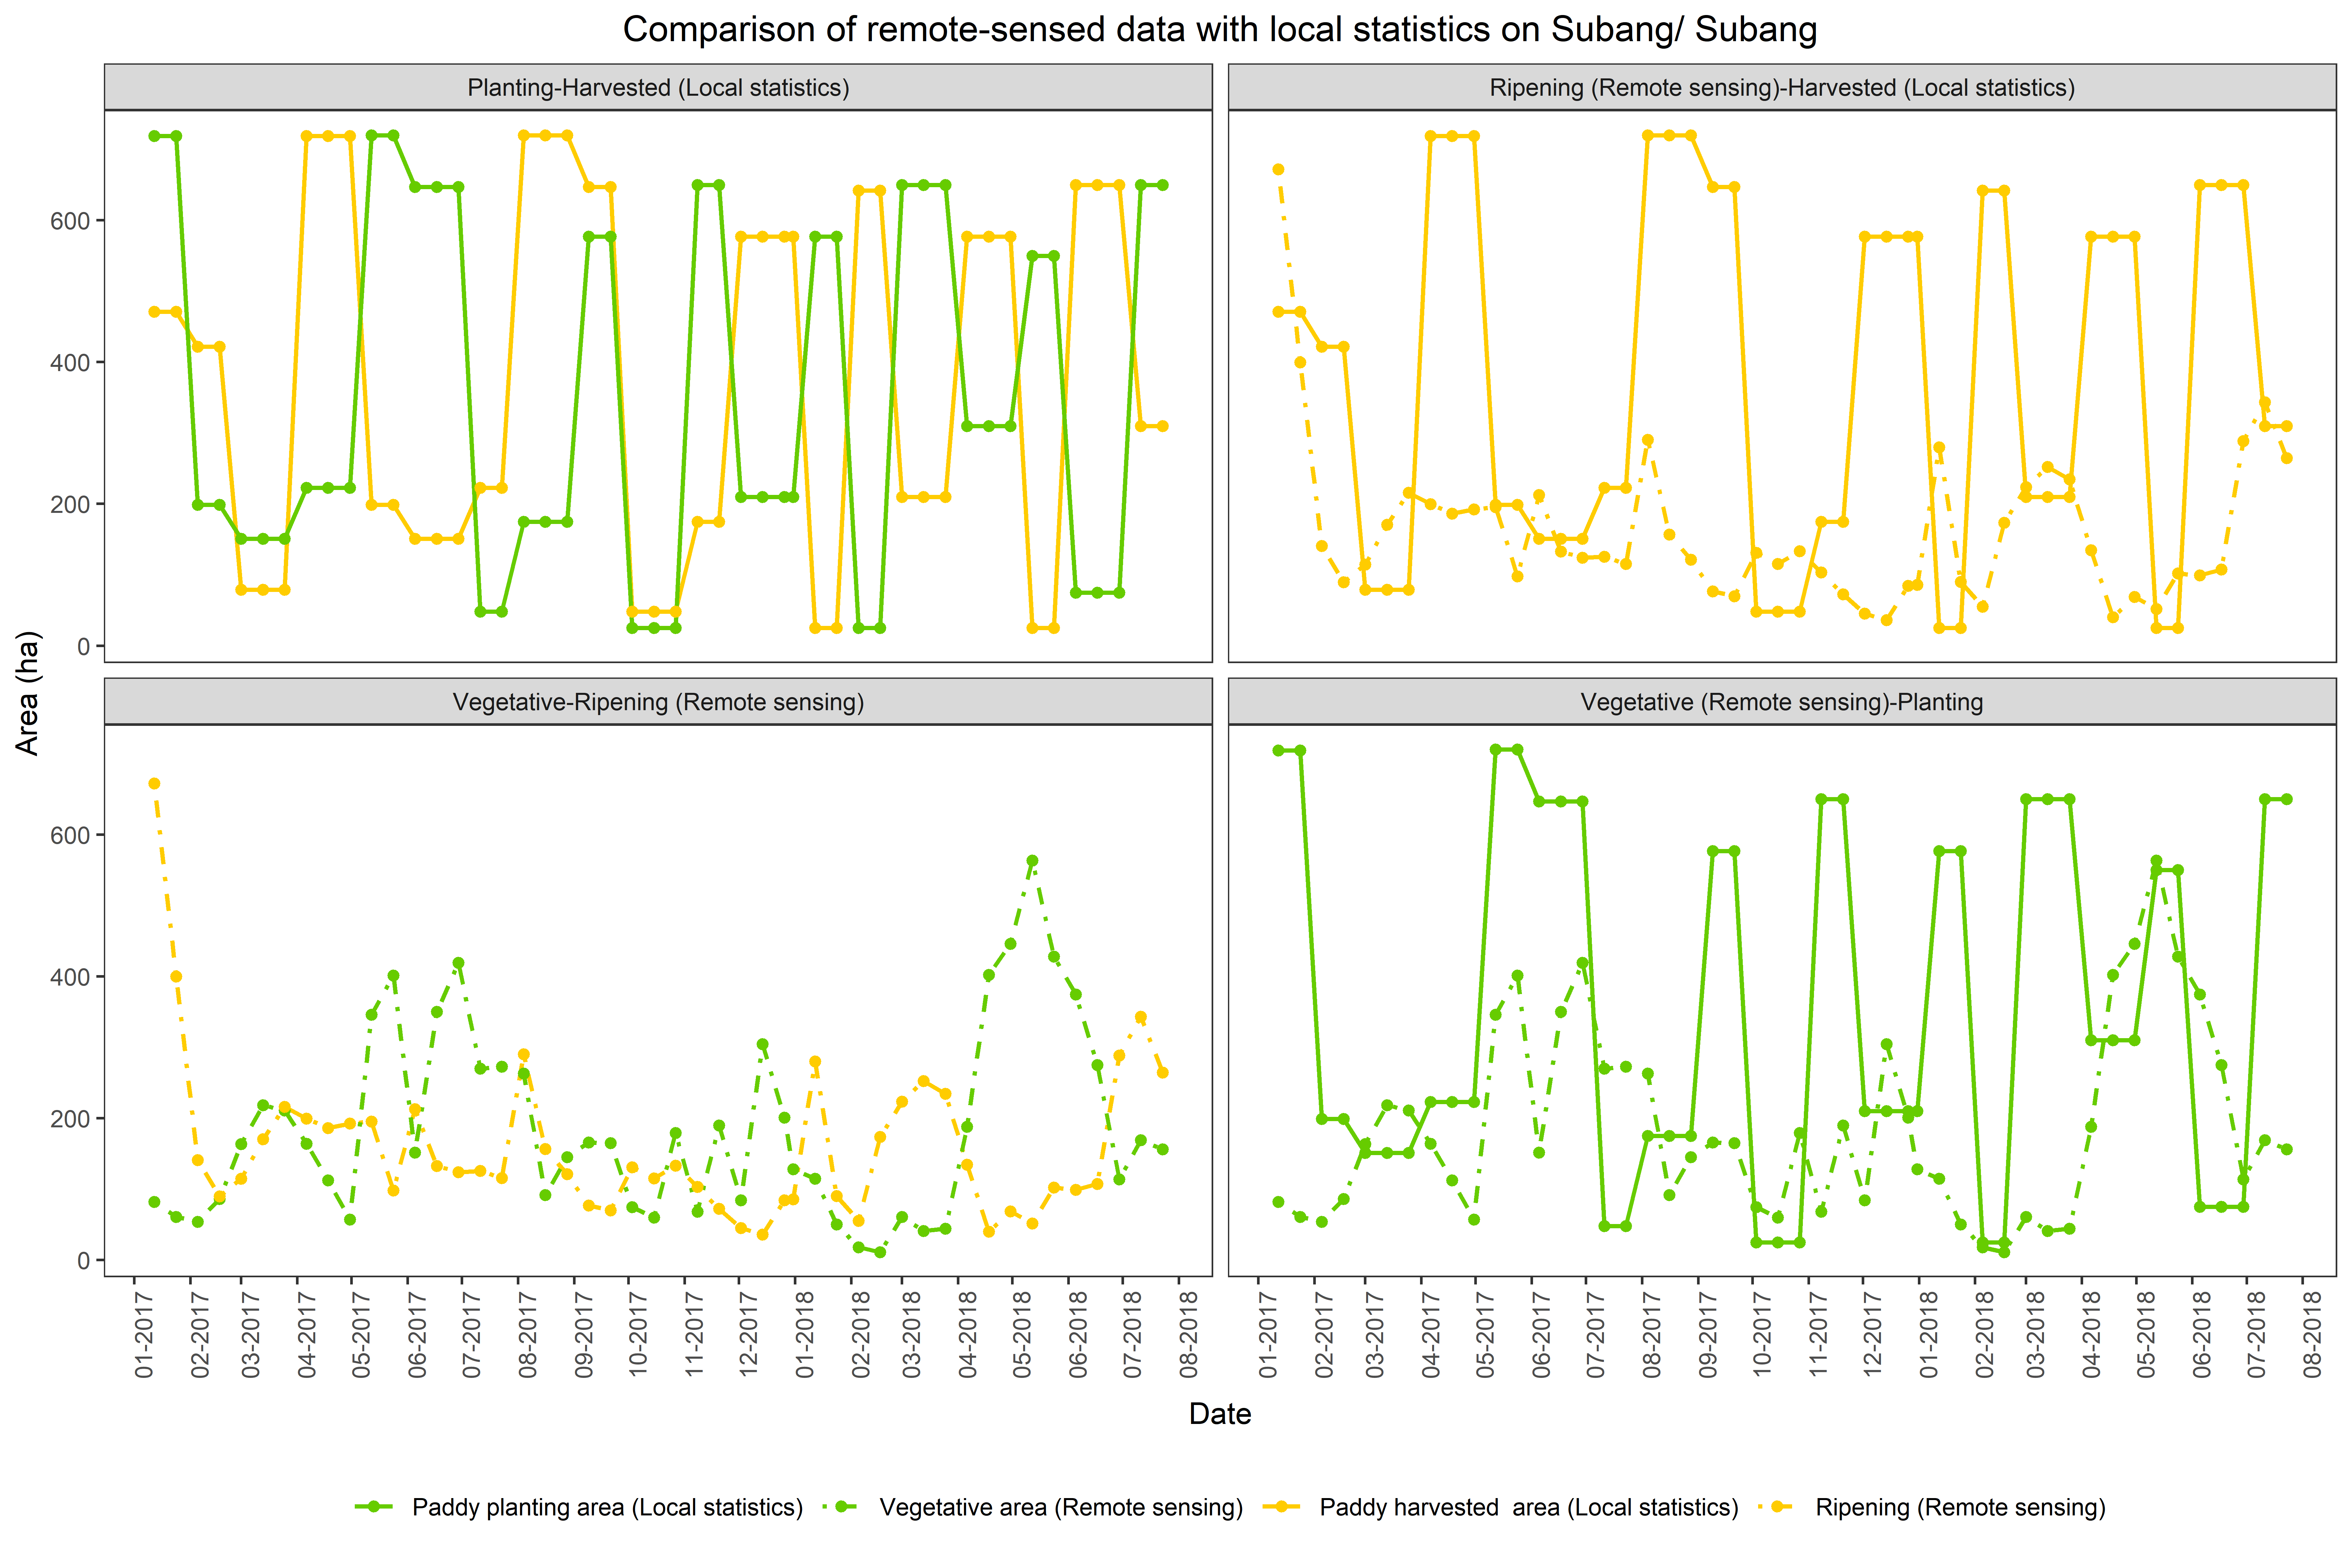 Comparison of remote-sensed data with local statistics on Subang/ Subang
Planting-Harvested (Local statistics)
Ripening (Remote sensing)-Harvested (Local statistics)
600
400
200
0
Area (ha)
Vegetative-Ripening (Remote sensing)
Vegetative (Remote sensing)-Planting
600
400
200
0
01-2017 02-2017 03-2017 04-2017 05-2017 06-2017 07-2017 08-2017 09-2017 10-2017 11-2017 12-2017 01-2018 02-2018 03-2018 04-2018 05-2018 06-2018 07-2018 08-2018
01-2017 02-2017 03-2017 04-2017 05-2017 06-2017 07-2017 08-2017 09-2017 10-2017 11-2017 12-2017 01-2018 02-2018 03-2018 04-2018 05-2018 06-2018 07-2018 08-2018
Date
Paddy planting area (Local statistics) Vegetative area (Remote sensing) Paddy harvested  area (Local statistics) Ripening (Remote sensing)